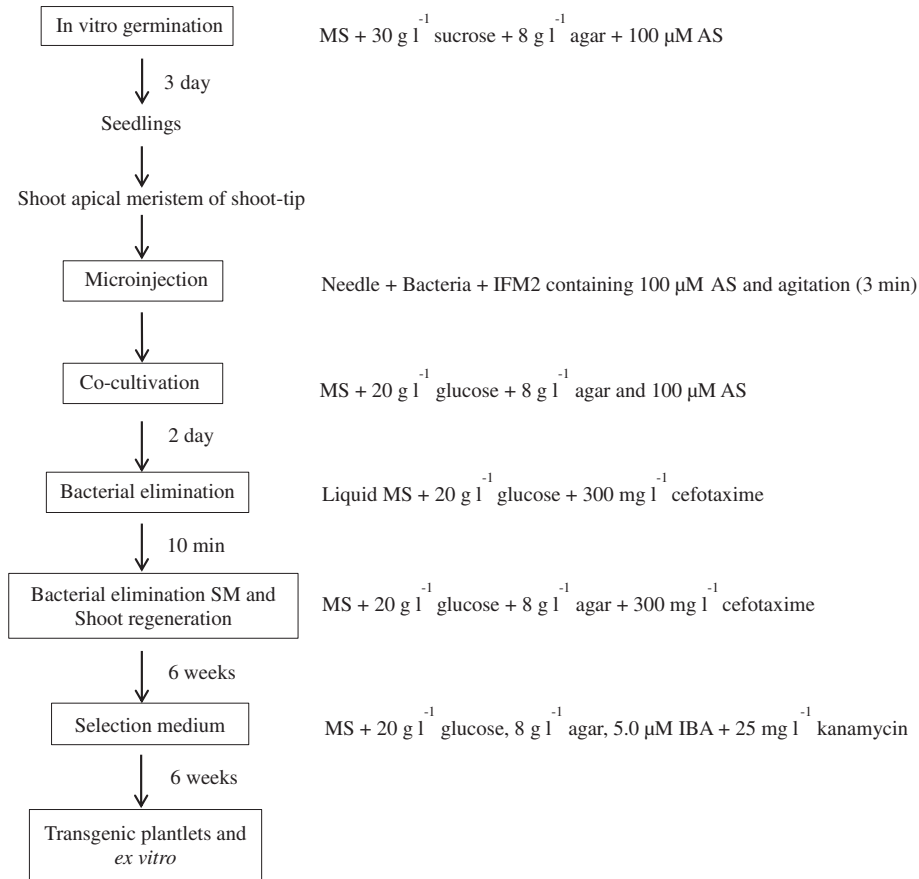 In vitro germination
MS + 30 g l⁻¹ sucrose + 8 g l⁻¹ agar + 100 µM AS
3 day
Seedlings
Shoot apical meristem of shoot-tip
Microinjection
Needle + Bacteria + IFM2 containing 100 µM AS and agitation (3 min)
Co-cultivation
MS + 20 g l⁻¹ glucose + 8 g l⁻¹ agar and 100 µM AS
2 day
Bacterial elimination
Liquid MS + 20 g l⁻¹ glucose + 300 mg l⁻¹ cefotaxime
10 min
Bacterial elimination SM and
Shoot regeneration
MS + 20 g l⁻¹ glucose + 8 g l⁻¹ agar + 300 mg l⁻¹ cefotaxime
6 weeks
Selection medium
MS + 20 g l⁻¹ glucose, 8 g l⁻¹ agar, 5.0 µM IBA + 25 mg l⁻¹ kanamycin
6 weeks
Transgenic plantlets and
ex vitro